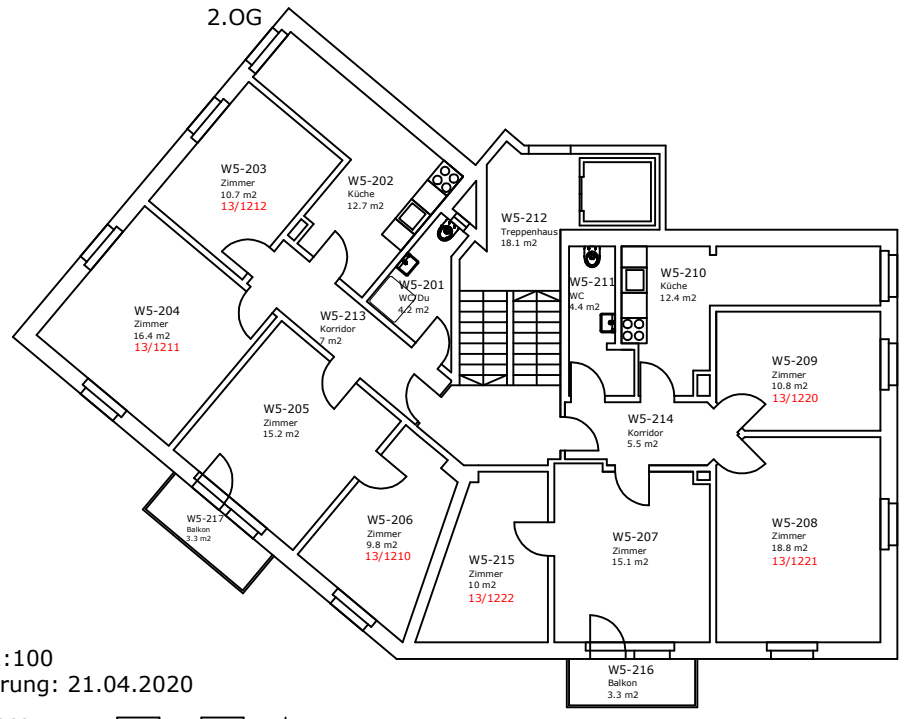 2.OG
W5-203
Zimmer
10.7 m2
13/1212
W5-202
Küche
12.7 m2
W5-212
Treppenhaus
18.1 m2
W5-201
WC/Du
4.2 m2
W5-211
WC
4.4 m2
W5-210
Küche
12.4 m2
W5-204
Zimmer
16.4 m2
13/1211
W5-213
Korridor
7 m2
W5-209
Zimmer
10.8 m2
13/1220
W5-205
Zimmer
15.2 m2
W5-214
Korridor
5.5 m2
W5-217
Balkon
3.3 m2
W5-206
Zimmer
9.8 m2
13/1210
W5-215
Zimmer
10 m2
13/1222
W5-207
Zimmer
15.1 m2
W5-208
Zimmer
18.8 m2
13/1221
W5-216
Balkon
3.3 m2
:100
rung: 21.04.2020